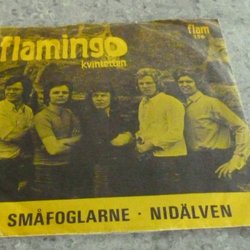 flamingo
kvintetten
flam
SMÅFOGLARNE · NIDÄLVEN